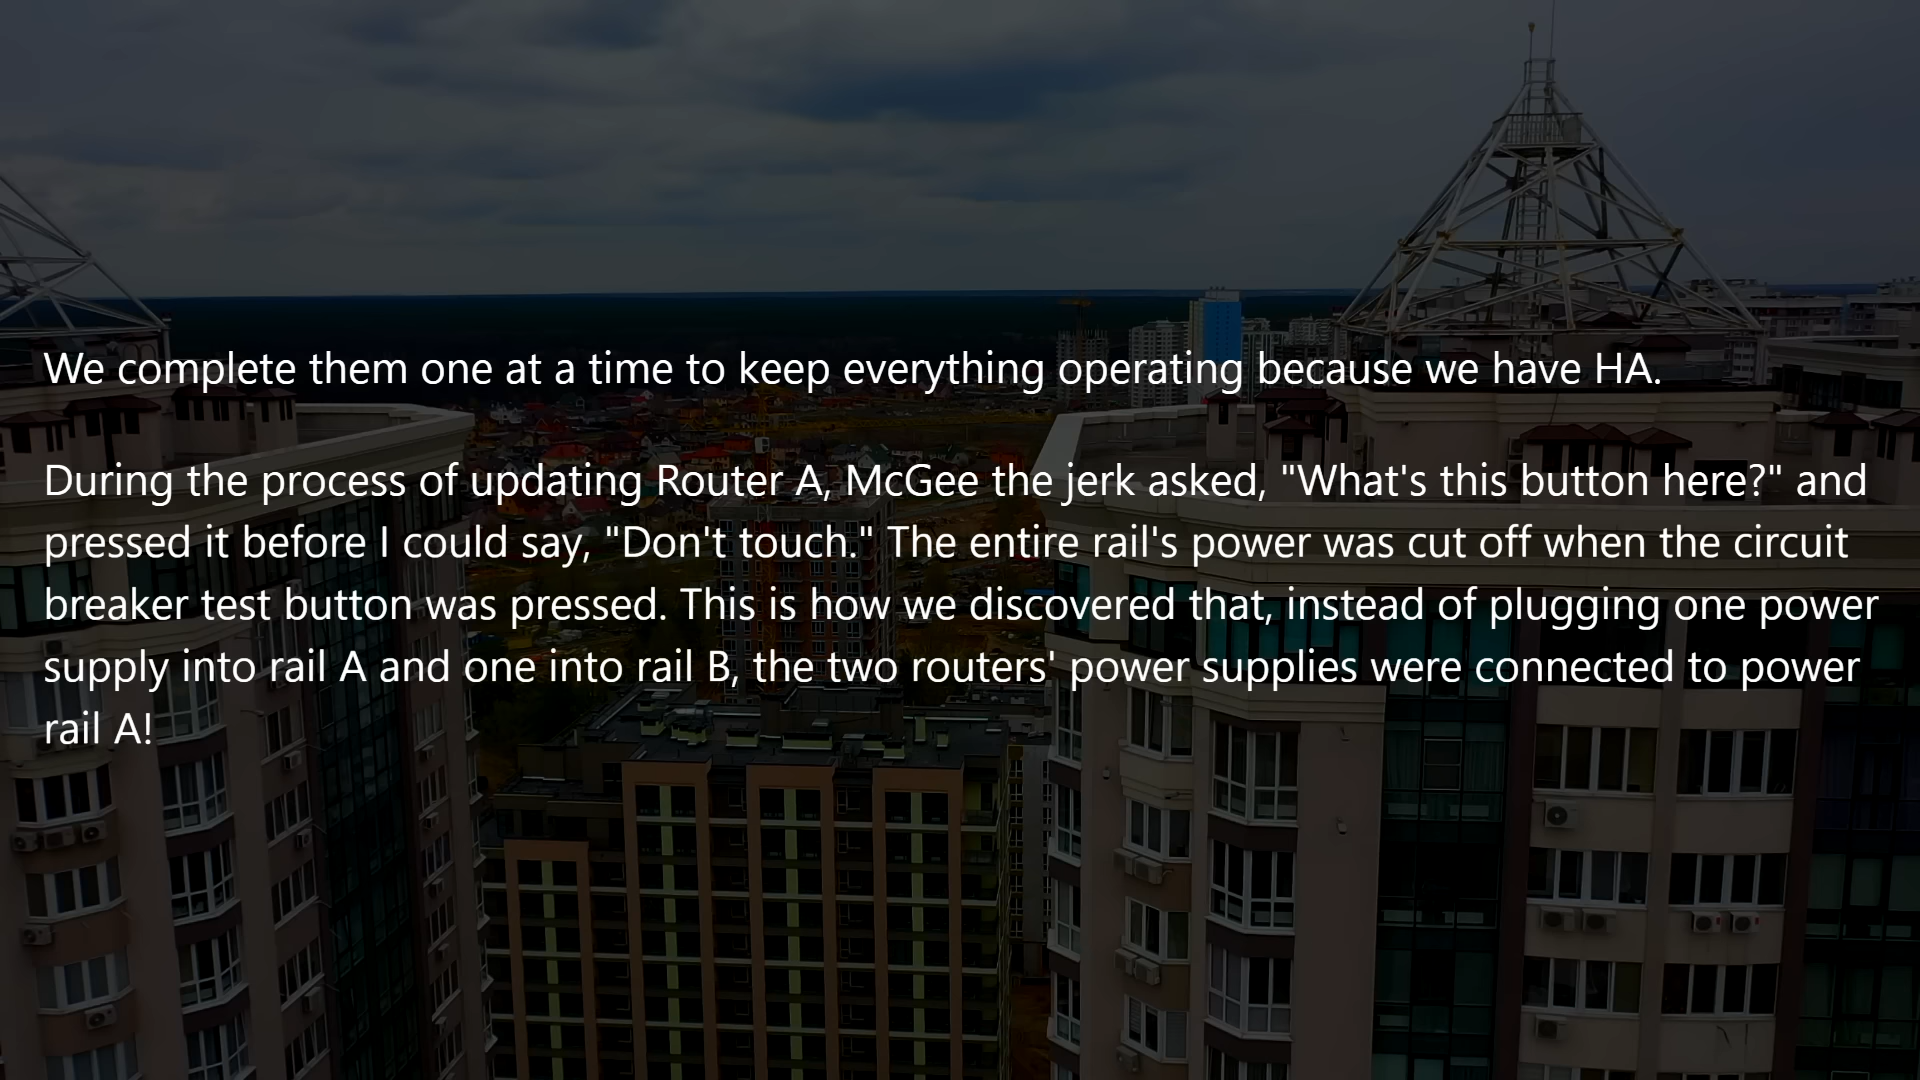 We complete them one at a time to keep everything operating because we have HA.
During the process of updating Router A, McGee the jerk asked, "What's this button here?" and
pressed it before I could say, "Don't touch." The entire rail's power was cut off when the circuit
breaker test button was pressed. This is how we discovered that, instead of plugging one power
supply into rail A and one into rail B, the two routers' power supplies were connected to power
rail A!